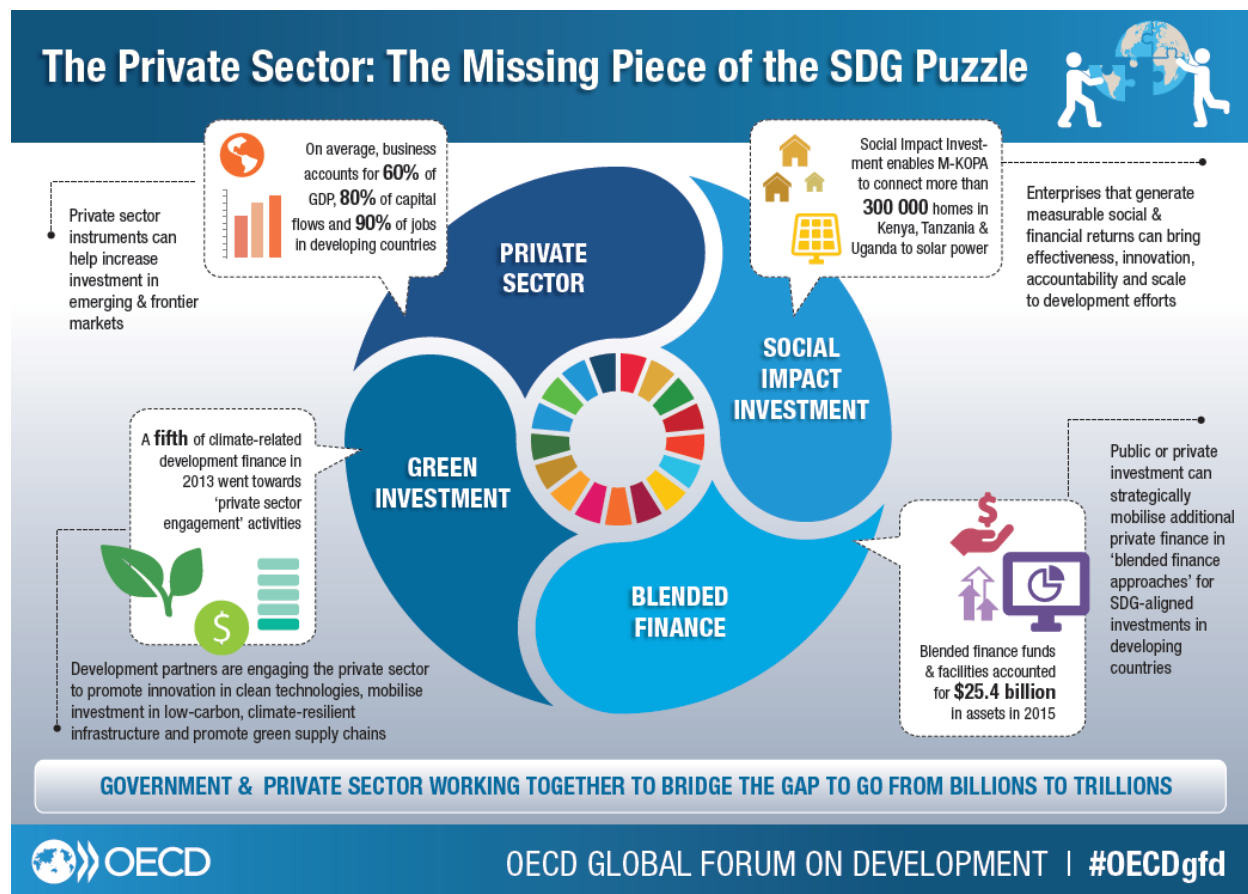 The Private Sector: The Missing Piece of the SDG Puzzle
On average, business
accounts for 60% of
GDP, 80% of capital
flows and 90% of jobs
in developing countries
Private sector
instruments can
help increase
investment in
emerging & frontier
markets
PRIVATE
SECTOR
Social Impact Invest-
ment enables M-KOPA
to connect more than
300 000 homes in
Kenya, Tanzania &
Uganda to solar power
Enterprises that generate
measurable social &
financial returns can bring
effectiveness, innovation,
accountability and scale
to development efforts
SOCIAL
IMPACT
INVESTMENT
A fifth of climate-related
development finance in
2013 went towards
‘private sector
engagement’ activities
$
GREEN
INVESTMENT
Development partners are engaging the private sector
to promote innovation in clean technologies, mobilise
investment in low-carbon, climate-resilient
infrastructure and promote green supply chains
BLENDED
FINANCE
$
Blended finance funds
& facilities accounted
for $25.4 billion
in assets in 2015
Public or private
investment can
strategically
mobilise additional
private finance in
‘blended finance
approaches’ for
SDG-aligned
investments in
developing
countries
GOVERNMENT & PRIVATE SECTOR WORKING TOGETHER TO BRIDGE THE GAP TO GO FROM BILLIONS TO TRILLIONS
OECD
OECD GLOBAL FORUM ON DEVELOPMENT | #OECDgfd